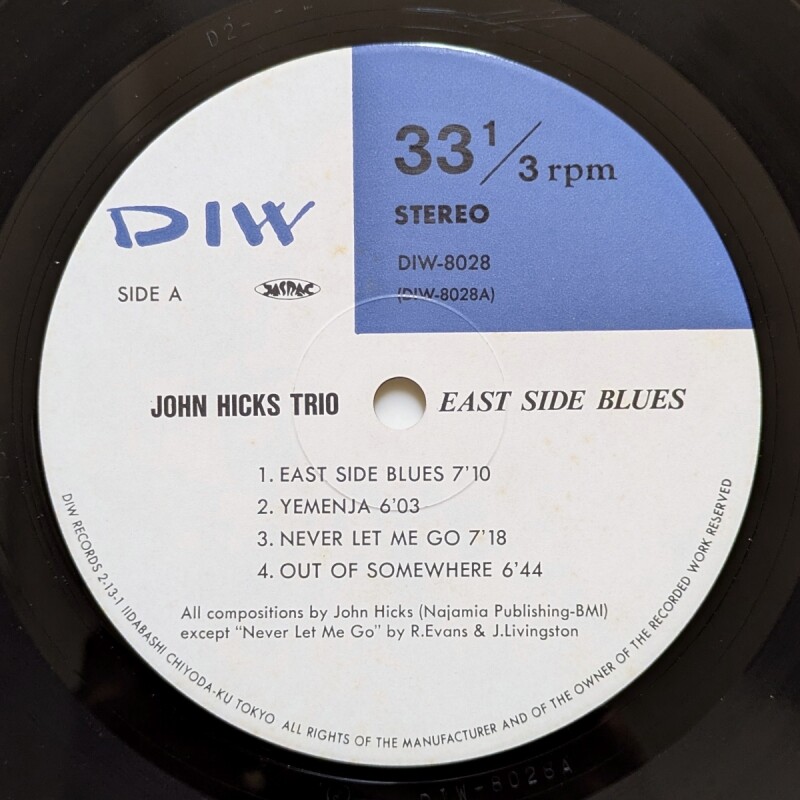 33 1/3 rpm
STEREO
DIW-8028
(DIW-8028A)
DIW
SIDE A
JASRAC
JOHN HICKS TRIO
EAST SIDE BLUES
1. EAST SIDE BLUES 7'10
2. YEMENJA 6'03
3. NEVER LET ME GO 7'18
4. OUT OF SOMEWHERE 6'44
All compositions by John Hicks (Najamia Publishing-BMI)
except "Never Let Me Go" by R.Evans & J.Livingston
DIW RECORDS 2-13-1 IIDABASHI CHIYODA-KU TOKYO ALL RIGHTS OF THE MANUFACTURER AND OF THE OWNER OF THE RECORDED WORK RESERVED
DIW-8028A